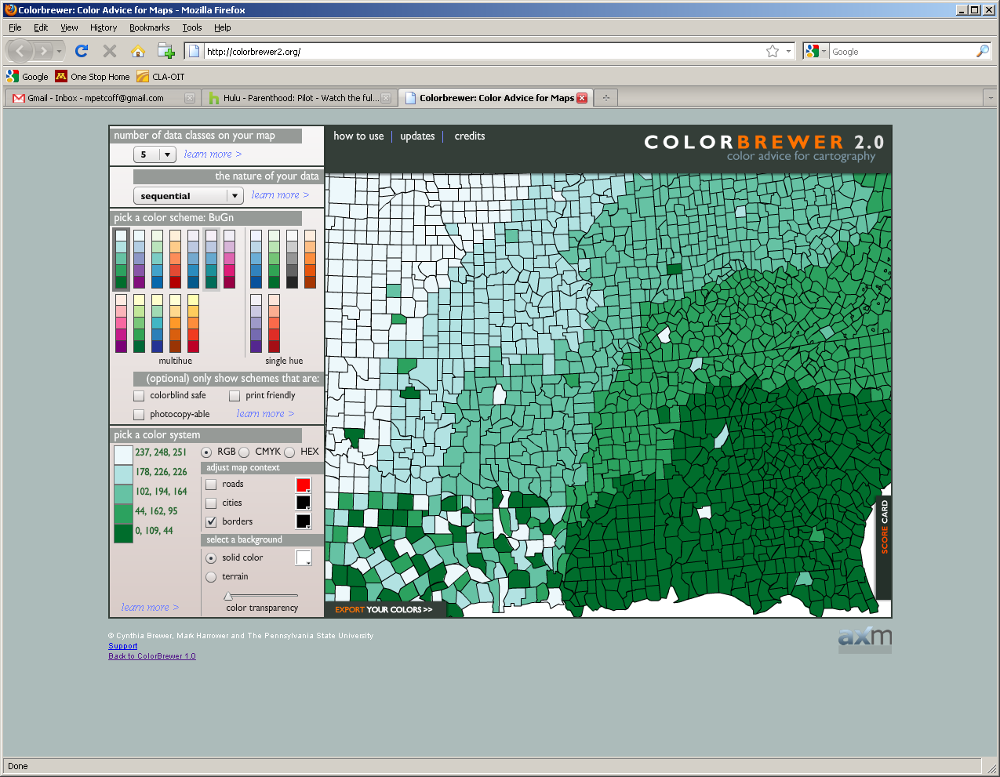 Colorbrewer: Color Advice for Maps - Mozilla Firefox
File Edit View History Bookmarks Tools Help
http://colorbrewer2.org/
Google
Google One Stop Home CLA-OIT
Gmail - Inbox - mpetcoff@gmail.com
Hulu - Parenthood: Pilot - Watch the ful...
Colorbrewer: Color Advice for Maps
number of data classes on your map
5 learn more >
the nature of your data
sequential learn more >
pick a color scheme: BuGn
multihue single hue
(optional) only show schemes that are:
colorblind safe print friendly
photocopy-able learn more >
pick a color system
237, 248, 251
178, 226, 226
102, 194, 164
44, 162, 95
0, 109, 44
learn more >
RGB CMYK HEX
adjust map context
roads
cities
borders
select a background
solid color
terrain
color transparency
how to use updates credits
COLORBREWER 2.0
color advice for cartography
SCORE CARD
EXPORT YOUR COLORS >>
© Cynthia Brewer, Mark Harrower and The Pennsylvania State University
Support
Back to ColorBrewer 1.0
axm
Done